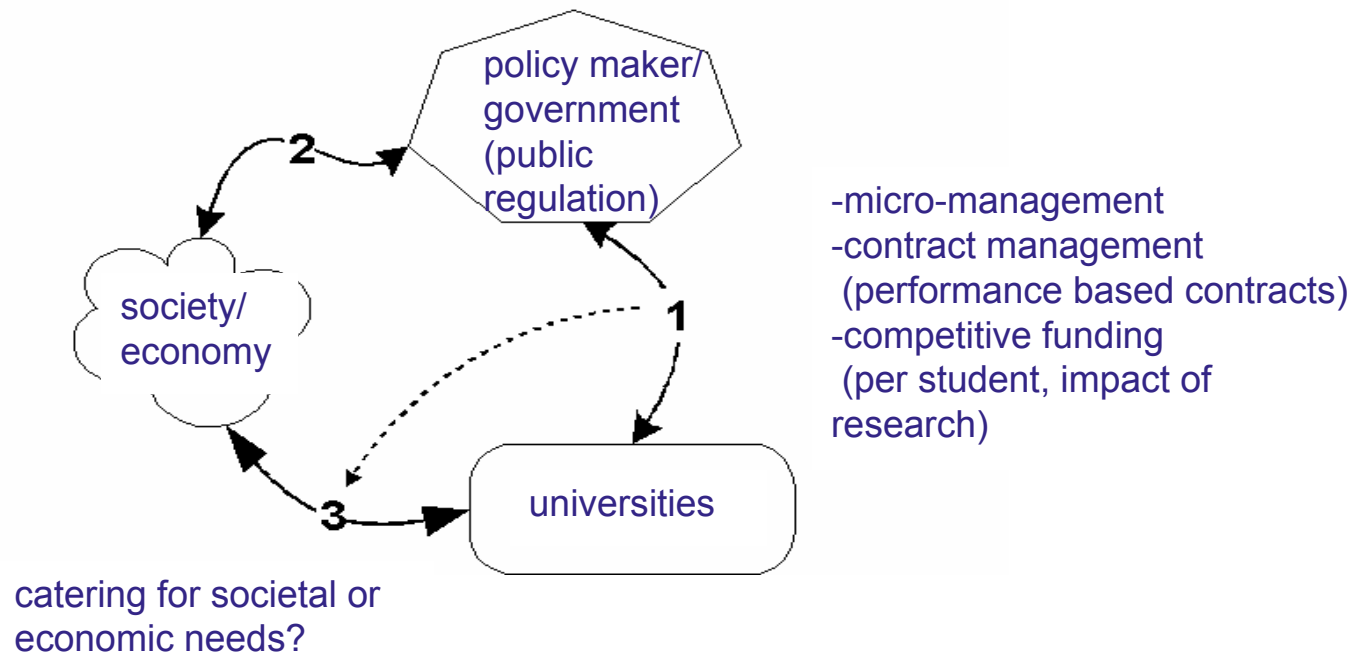 policy maker/
government
(public
regulation)
2
-micro-management
-contract management
(performance based contracts)
-competitive funding
(per student, impact of
research)
society/
economy
1
universities
3
catering for societal or
economic needs?